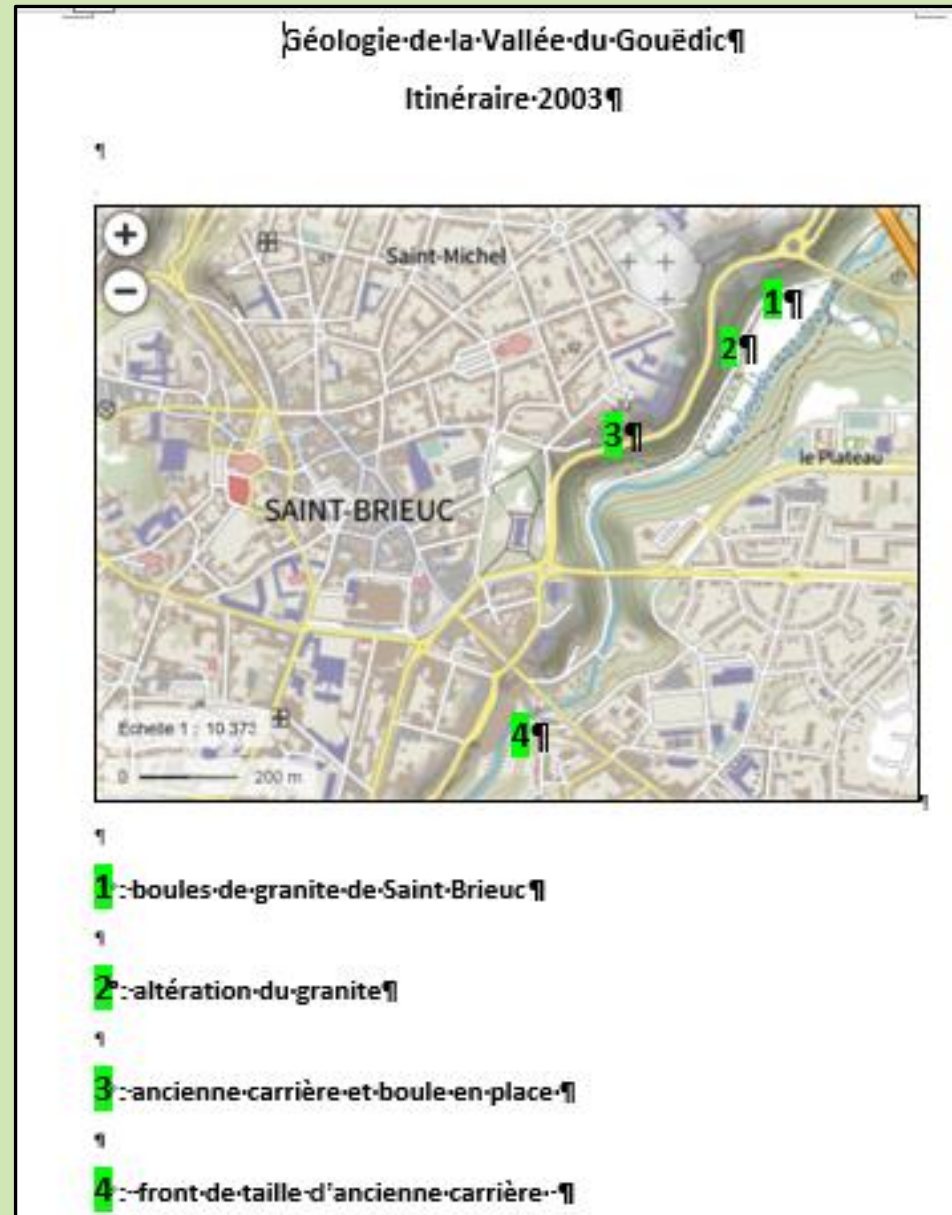 Géologie·de·la·Vallée·du·Gouëdic¶
Itinéraire·2003¶
¶
+
Saint-Michel
−
1¶
2¶
3¶
le Plateau
SAINT-BRIEUC
4¶
Echelle 1 : 10 373
0 200 m
¶
¶
1 :·boules·de·granite·de·Saint·Brieuc¶
¶
2°:·altération·du·granite¶
¶
3 :·ancienne·carrière·et·boule·en·place·¶
¶
4 :·front·de·taille·d'ancienne·carrière··¶